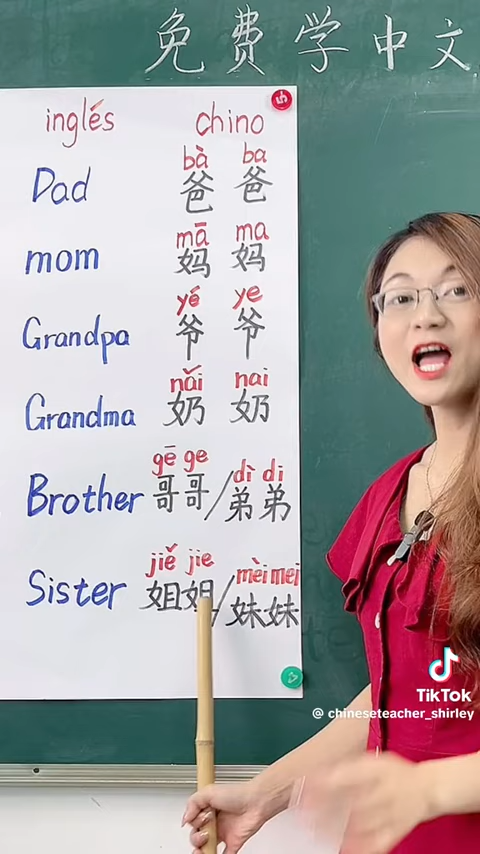 免费学中文
inglés chino
bà ba
Dad 爸爸
mā ma
mom 妈妈
yé ye
Grandpa 爷爷
nǎi nai
Grandma 奶奶
gē ge dì di
Brother 哥哥/弟弟
jiě jie mèi mei
Sister 姐姐/妹妹
TikTok
@ chineseteacher_shirley